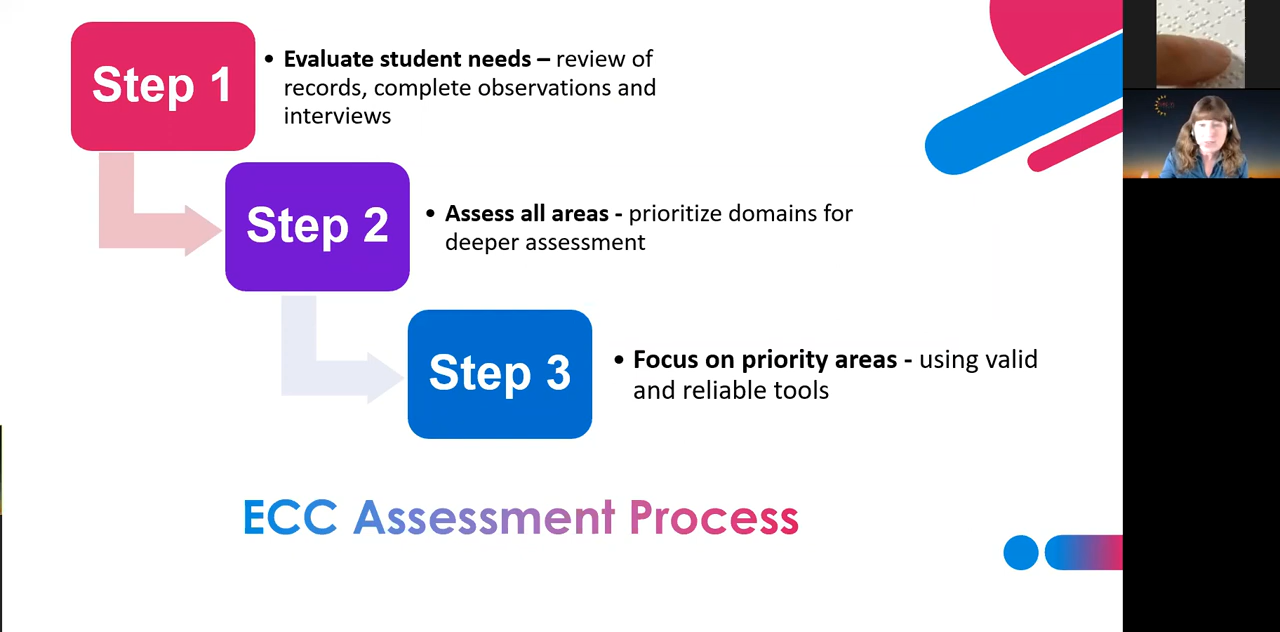 Step 1
• Evaluate student needs – review of
records, complete observations and
interviews
Step 2
• Assess all areas - prioritize domains for
deeper assessment
Step 3
• Focus on priority areas - using valid
and reliable tools
ECC Assessment Process